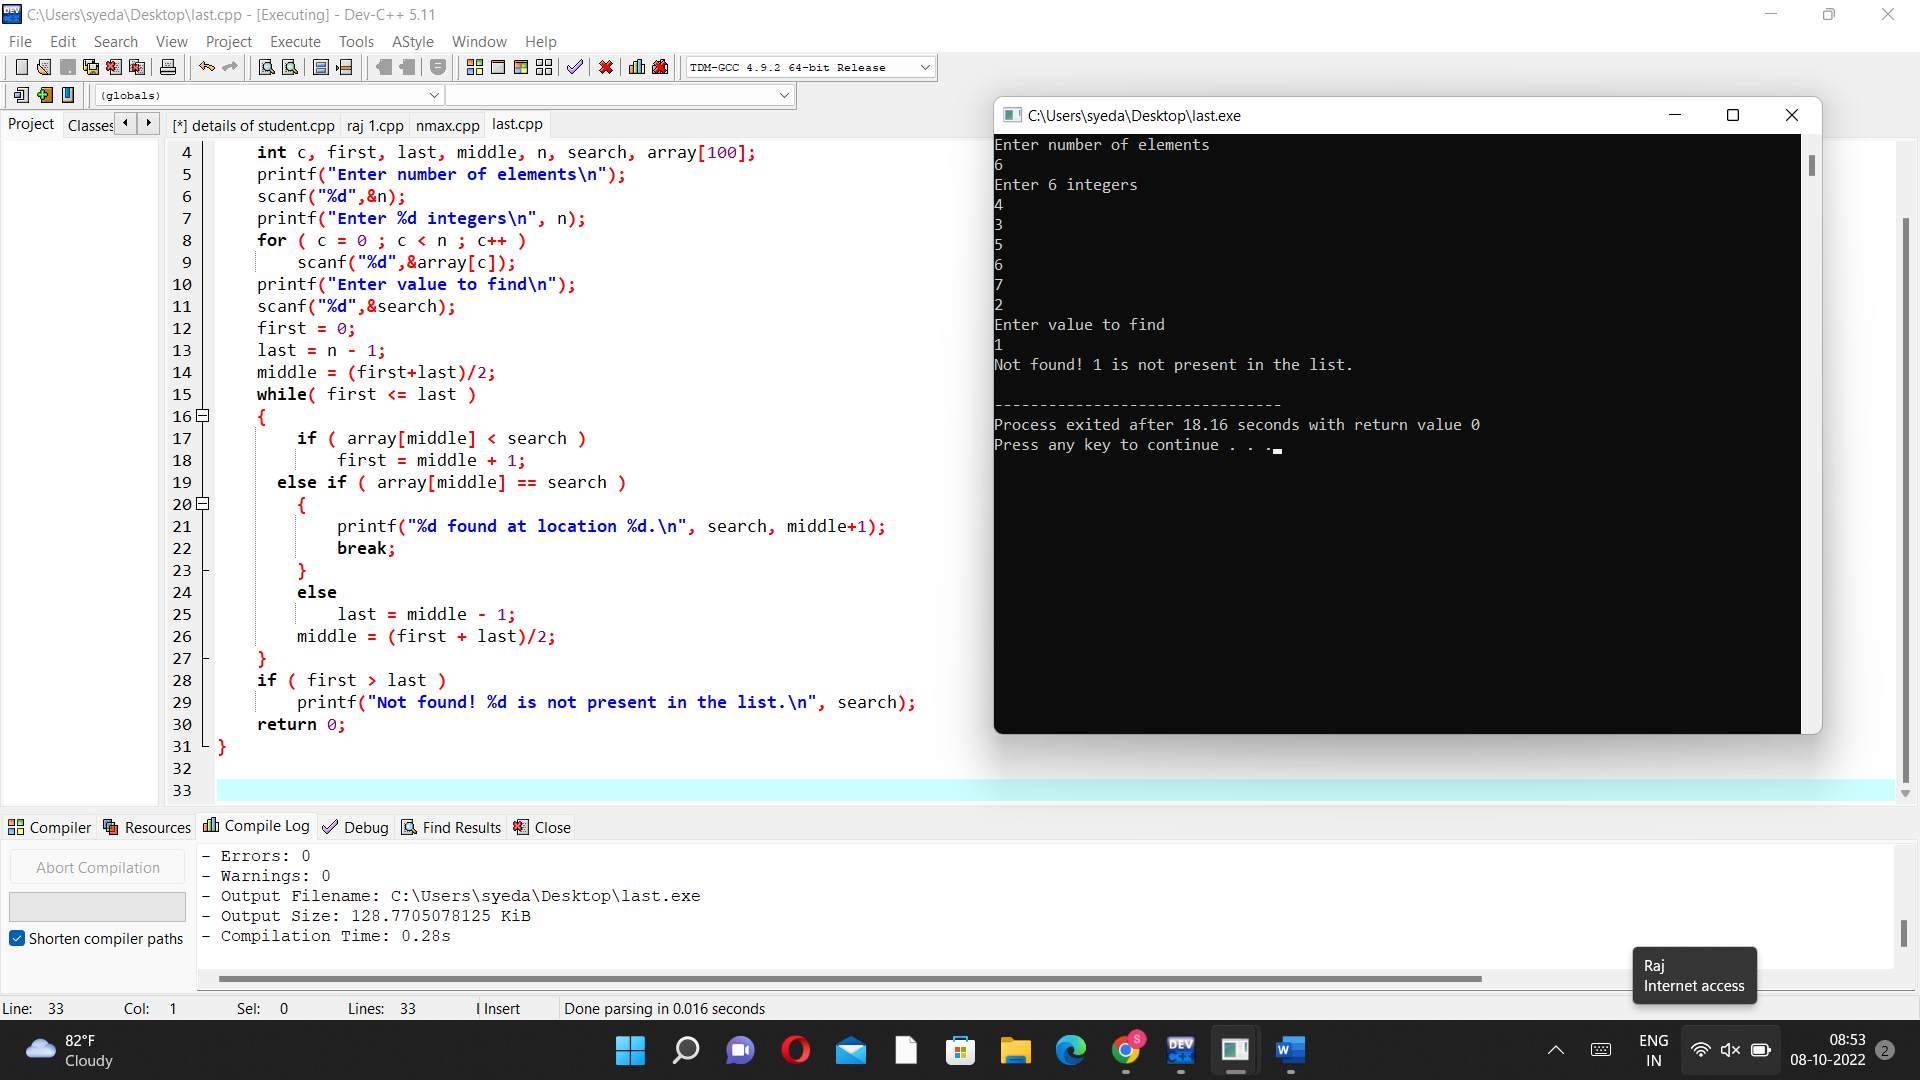 C:\Users\syeda\Desktop\last.cpp - [Executing] - Dev-C++ 5.11
File Edit Search View Project Execute Tools AStyle Window Help
TDM-GCC 4.9.2 64-bit Release
(globals)
Project Classes [*] details of student.cpp raj 1.cpp nmax.cpp last.cpp
4 int c, first, last, middle, n, search, array[100];
5 printf("Enter number of elements\n");
6 scanf("%d",&n);
7 printf("Enter %d integers\n", n);
8 for ( c = 0 ; c < n ; c++ )
9 scanf("%d",&array[c]);
10 printf("Enter value to find\n");
11 scanf("%d",&search);
12 first = 0;
13 last = n - 1;
14 middle = (first+last)/2;
15 while( first <= last )
16 {
17 if ( array[middle] < search )
18 first = middle + 1;
19 else if ( array[middle] == search )
20 {
21 printf("%d found at location %d.\n", search, middle+1);
22 break;
23 }
24 else
25 last = middle - 1;
26 middle = (first + last)/2;
27 }
28 if ( first > last )
29 printf("Not found! %d is not present in the list.\n", search);
30 return 0;
31 }
32
33
C:\Users\syeda\Desktop\last.exe
Enter number of elements
6
Enter 6 integers
4
3
5
6
7
2
Enter value to find
1
Not found! 1 is not present in the list.
--------------------------------
Process exited after 18.16 seconds with return value 0
Press any key to continue . . .
Compiler Resources Compile Log Debug Find Results Close
Abort Compilation
Shorten compiler paths
- Errors: 0
- Warnings: 0
- Output Filename: C:\Users\syeda\Desktop\last.exe
- Output Size: 128.7705078125 KiB
- Compilation Time: 0.28s
Raj
Internet access
Line: 33 Col: 1 Sel: 0 Lines: 33 I Insert Done parsing in 0.016 seconds
82°F
Cloudy
S
DEV
C++
W
ENG
IN
08:53
08-10-2022
2